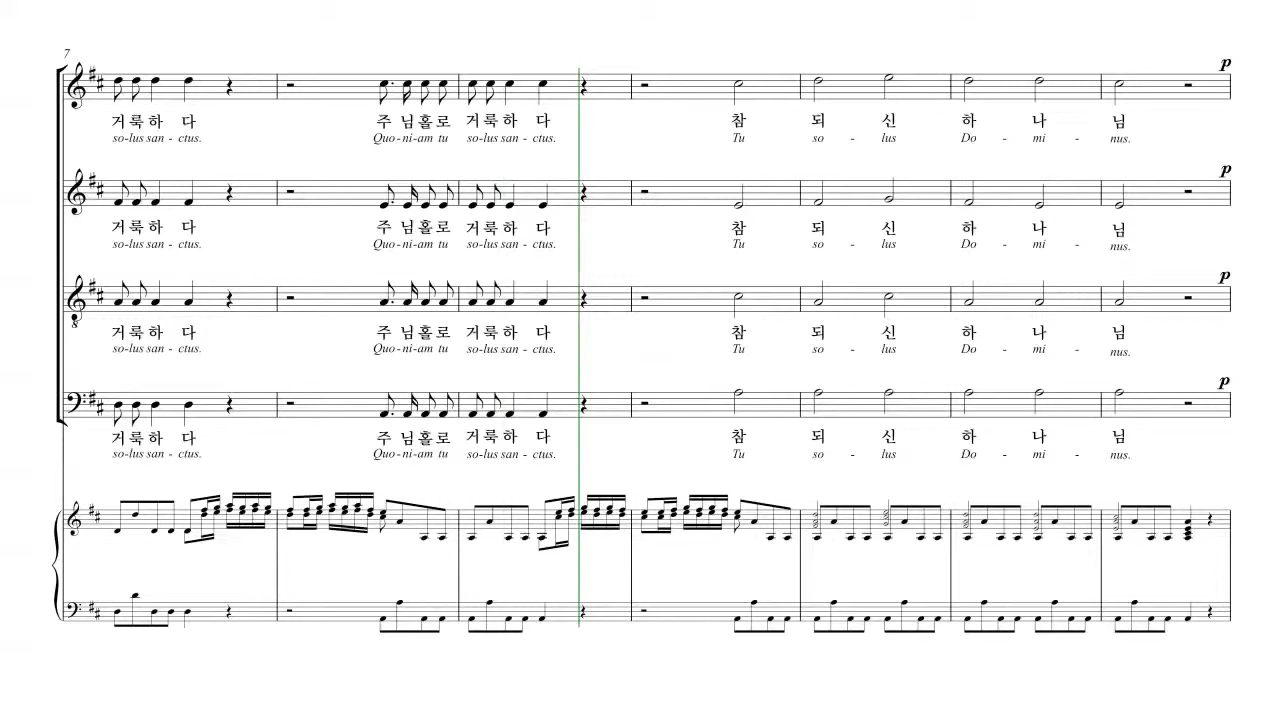 7
p
거룩하다 주님홀로 거룩하다 참 되 신 하 나 님
so-lus san - ctus. Quo-ni-am tu so-lus san - ctus. Tu so - lus Do - mi - nus.
p
거룩하다 주님홀로 거룩하다 참 되 신 하 나 님
so-lus san - ctus. Quo-ni-am tu so-lus san - ctus. Tu so - lus Do - mi - nus.
p
거룩하다 주님홀로 거룩하다 참 되 신 하 나 님
so-lus san - ctus. Quo-ni-am tu so-lus san - ctus. Tu so - lus Do - mi - nus.
p
거룩하다 주님홀로 거룩하다 참 되 신 하 나 님
so-lus san - ctus. Quo-ni-am tu so-lus san - ctus. Tu so - lus Do - mi - nus.